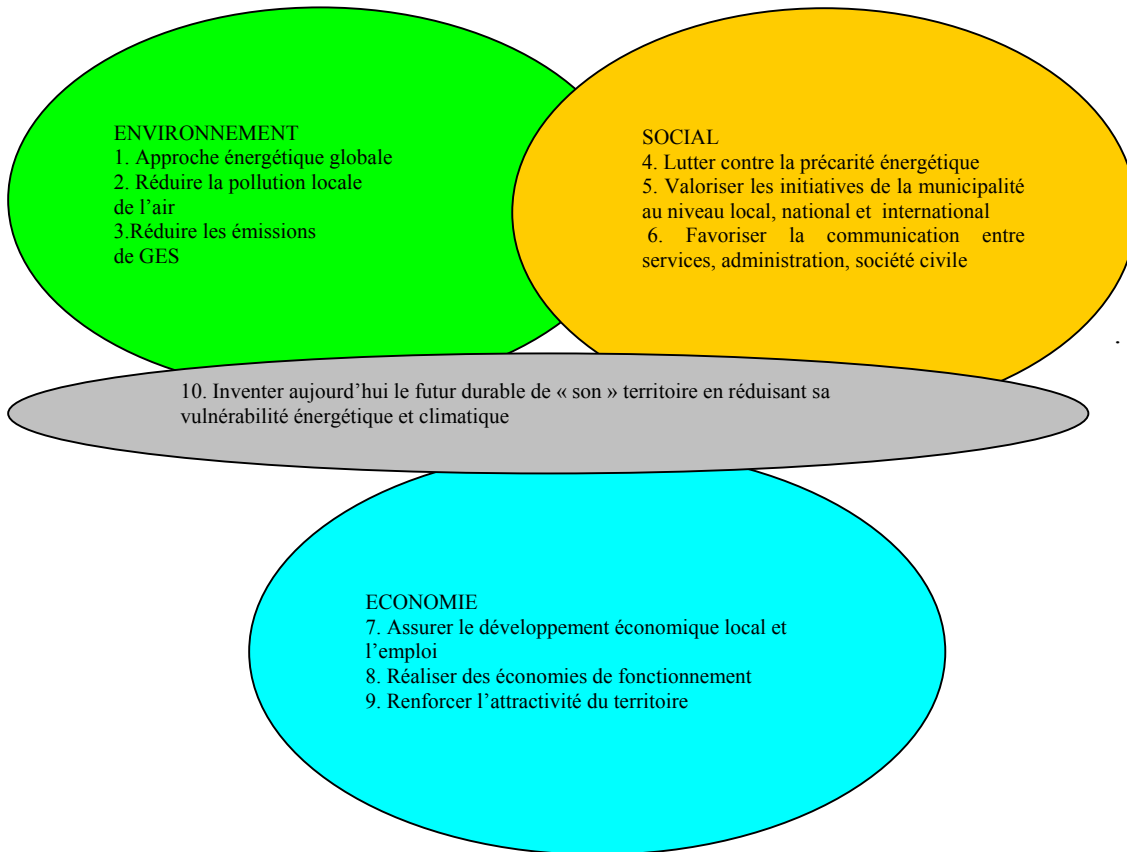 ENVIRONNEMENT
1. Approche énergétique globale
2. Réduire la pollution locale
de l'air
3.Réduire les émissions
de GES
SOCIAL
4. Lutter contre la précarité énergétique
5. Valoriser les initiatives de la municipalité
au niveau local, national et international
6. Favoriser la communication entre
services, administration, société civile
.
10. Inventer aujourd'hui le futur durable de « son » territoire en réduisant sa
vulnérabilité énergétique et climatique
ECONOMIE
7. Assurer le développement économique local et
l'emploi
8. Réaliser des économies de fonctionnement
9. Renforcer l'attractivité du territoire